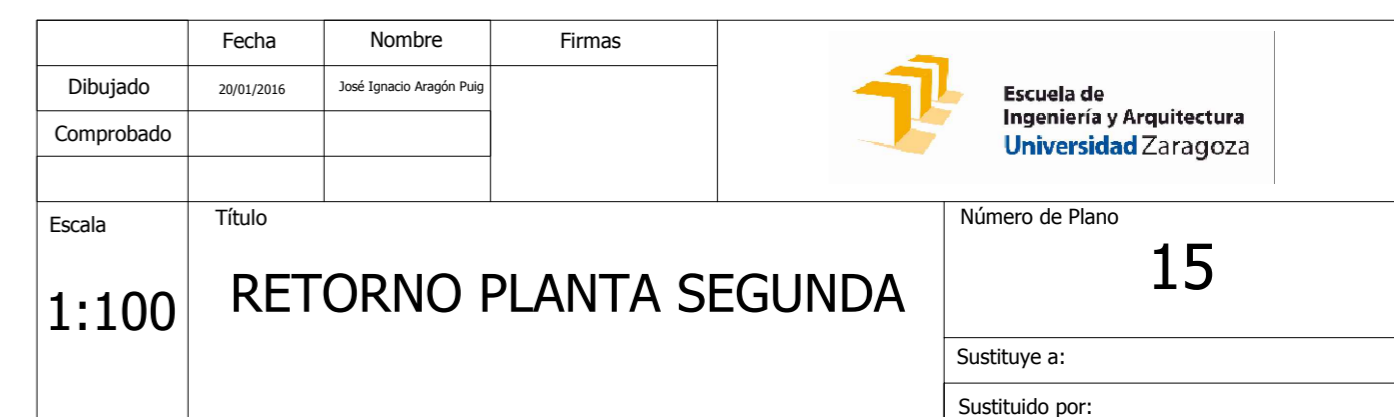 Fecha Nombre Firmas
Dibujado 20/01/2016 José Ignacio Aragón Puig
Comprobado
Escuela de
Ingeniería y Arquitectura
Universidad Zaragoza
Escala Título Número de Plano
1:100 RETORNO PLANTA SEGUNDA 15
Sustituye a:
Sustituido por: